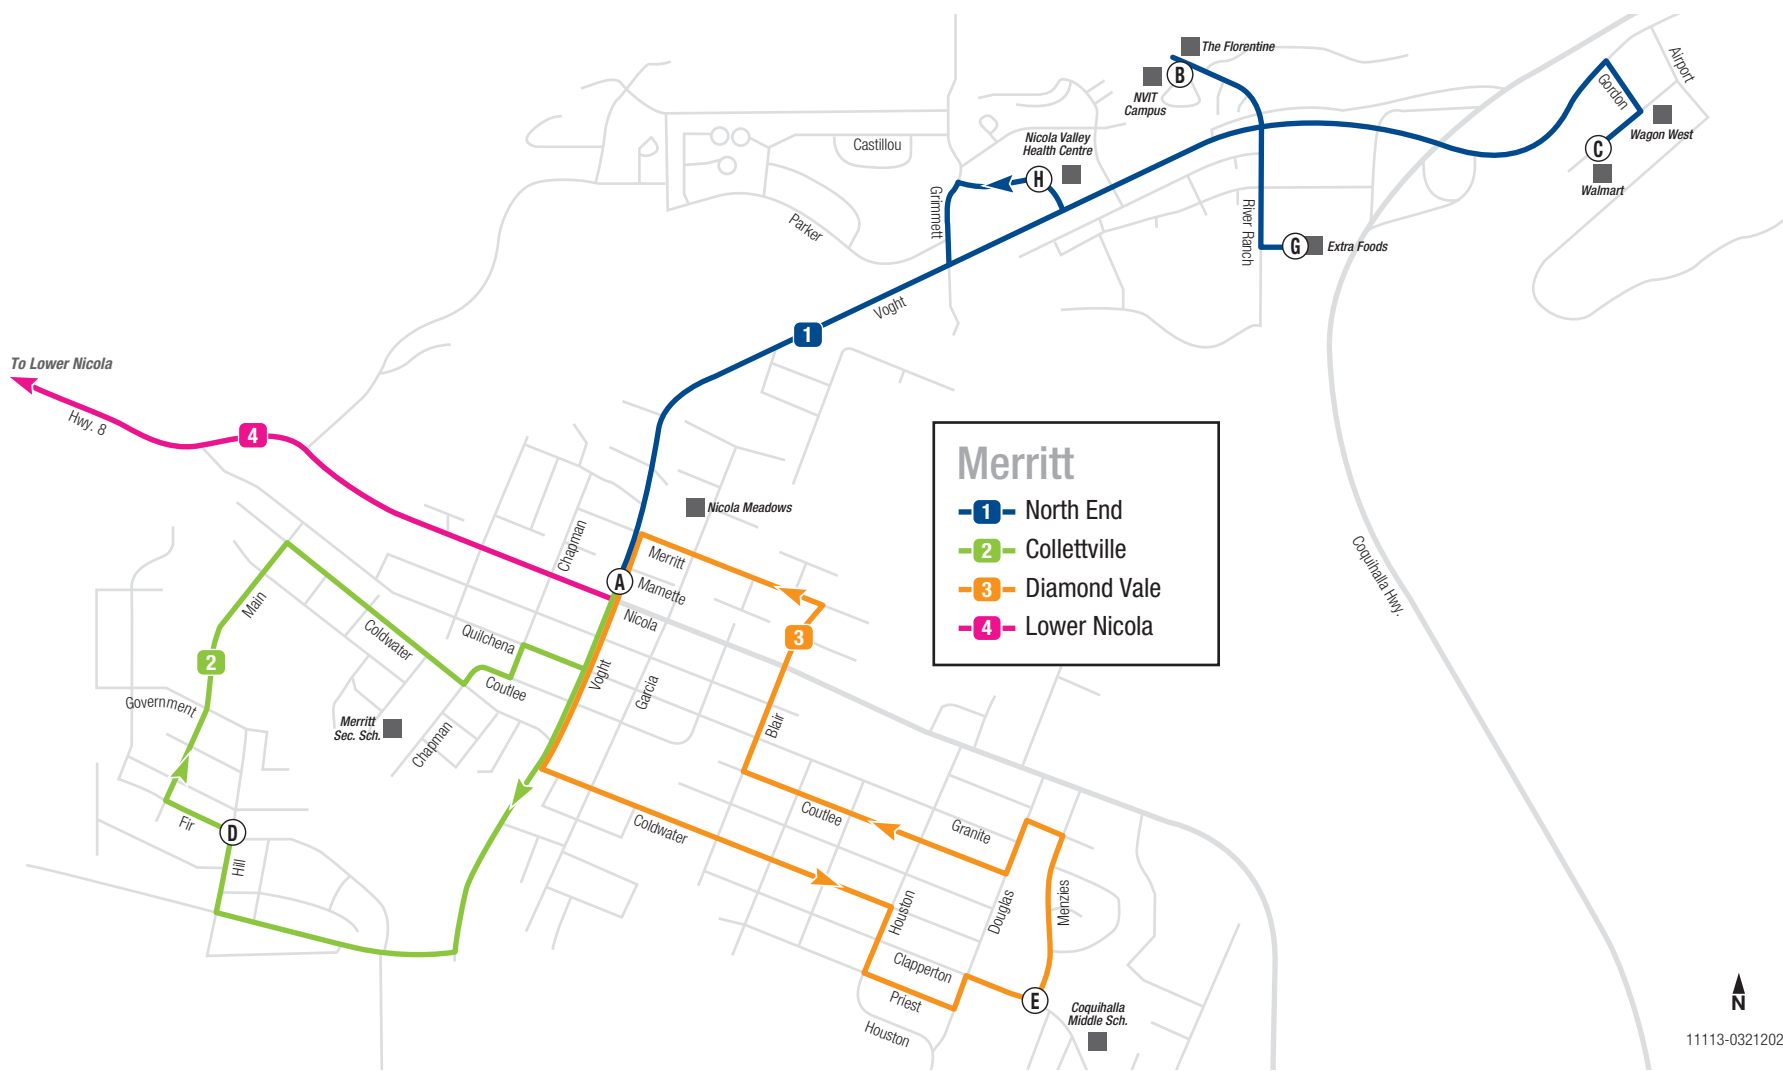 The Florentine
B
NVIT
Campus
Airport
Gordon
Wagon West
C
Walmart
Castillou
Nicola Valley
Health Centre
H
Grimmett
Parker
River Ranch
G
Extra Foods
Voght
1
To Lower Nicola
Hwy. 8
4
Merritt
1 North End
2 Collettville
3 Diamond Vale
4 Lower Nicola
Nicola Meadows
Chapman
Merritt
A
Mamette
Nicola
Coquihalla Hwy.
Main
Coldwater
Quilchena
3
2
Coutlee
Voght
Garcia
Government
Merritt
Sec. Sch.
Chapman
Blair
Fir
D
Hill
Coldwater
Coutlee
Granite
Houston
Douglas
Menzies
Clapperton
Priest
E
Houston
Coquihalla
Middle Sch.
N
11113-0321202